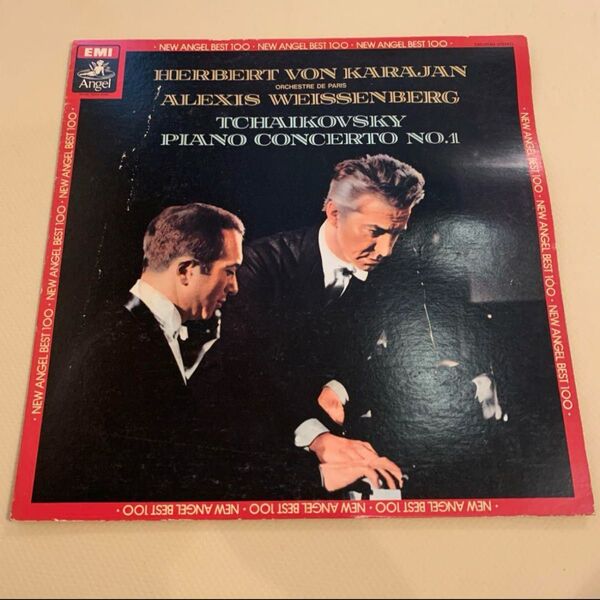 EMI
Angel
· NEW ANGEL BEST 100 · NEW ANGEL BEST 100 · NEW ANGEL BEST 100 ·
HERBERT VON KARAJAN
ORCHESTRE DE PARIS
ALEXIS WEISSENBERG
TCHAIKOVSKY
PIANO CONCERTO NO.1
· NEW ANGEL BEST 100 · NEW ANGEL BEST 100 · NEW ANGEL BEST 100 ·
· NEW ANGEL BEST 100 · NEW ANGEL BEST 100 · NEW ANGEL BEST 100 ·
· NEW ANGEL BEST 100 · NEW ANGEL BEST 100 · NEW ANGEL BEST 100 ·